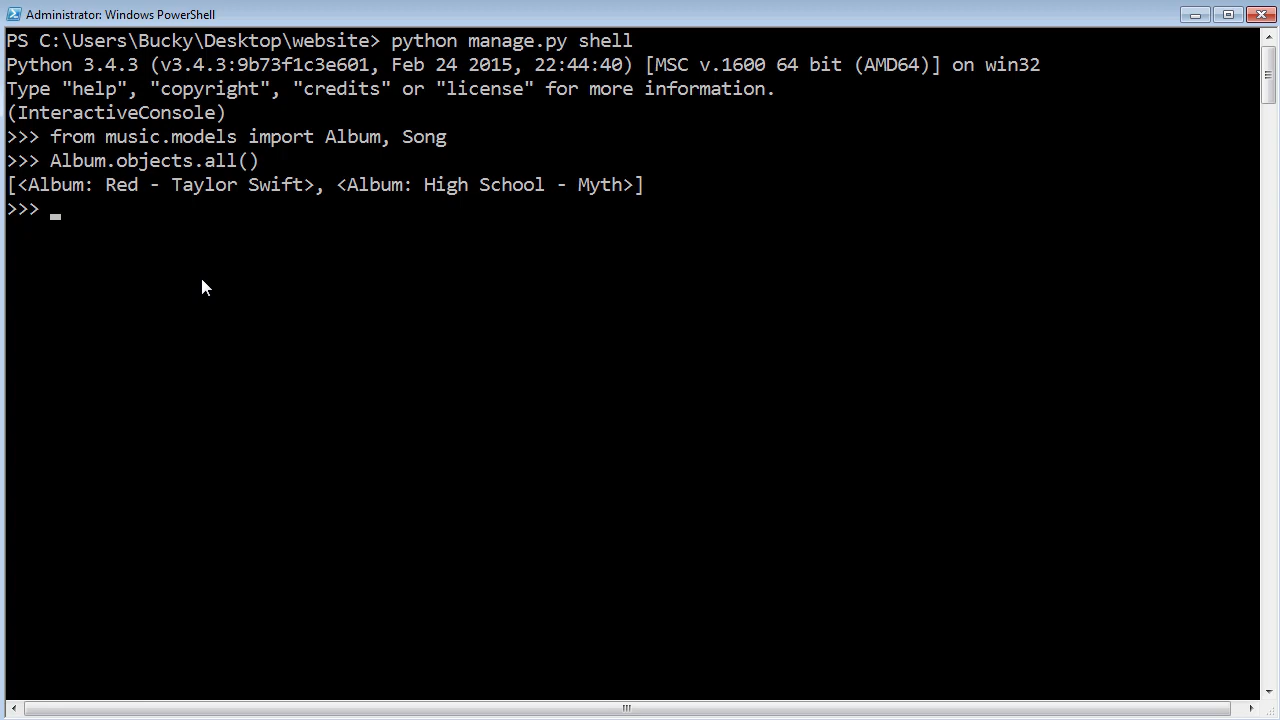 Administrator: Windows PowerShell
PS C:\Users\Bucky\Desktop\website> python manage.py shell
Python 3.4.3 (v3.4.3:9b73f1c3e601, Feb 24 2015, 22:44:40) [MSC v.1600 64 bit (AMD64)] on win32
Type "help", "copyright", "credits" or "license" for more information.
(InteractiveConsole)
>>> from music.models import Album, Song
>>> Album.objects.all()
[<Album: Red - Taylor Swift>, <Album: High School - Myth>]
>>>